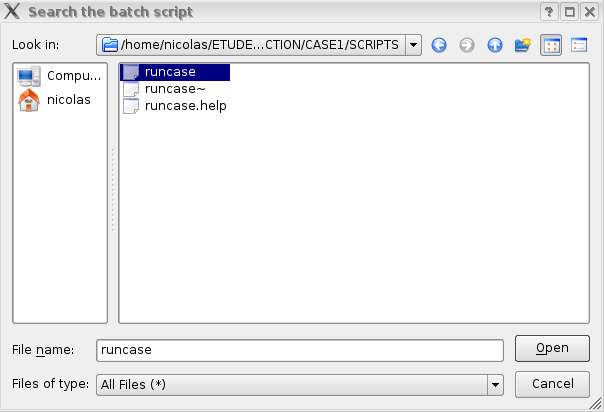 Search the batch script
Look in: /home/nicolas/ETUDE...CTION/CASE1/SCRIPTS
Compu...
nicolas
runcase
runcase~
runcase.help
File name: runcase
Open
Files of type: All Files (*)
Cancel